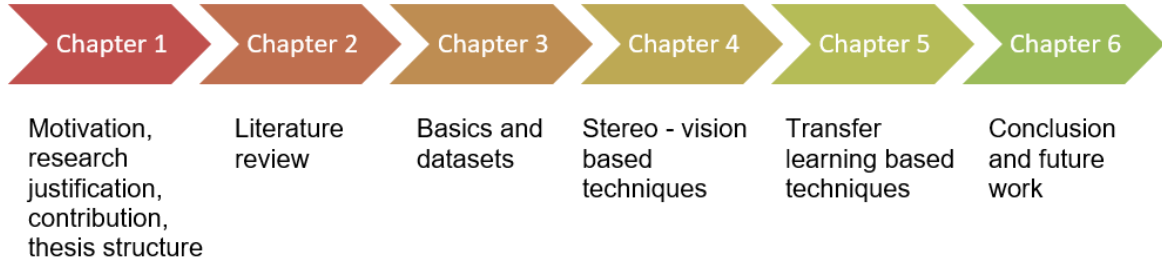 Chapter 1
Chapter 2
Chapter 3
Chapter 4
Chapter 5
Chapter 6
Motivation,
research
justification,
contribution,
thesis structure
Literature
review
Basics and
datasets
Stereo - vision
based
techniques
Transfer
learning based
techniques
Conclusion
and future
work